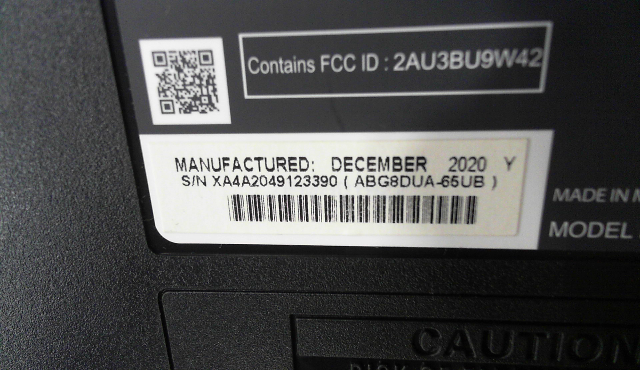 Contains FCC ID : 2AU3BU9W42
MANUFACTURED: DECEMBER 2020 Y
S/N XA4A2049123390 ( ABG8DUA-65UB )
MADE IN
MODEL
CAUTION